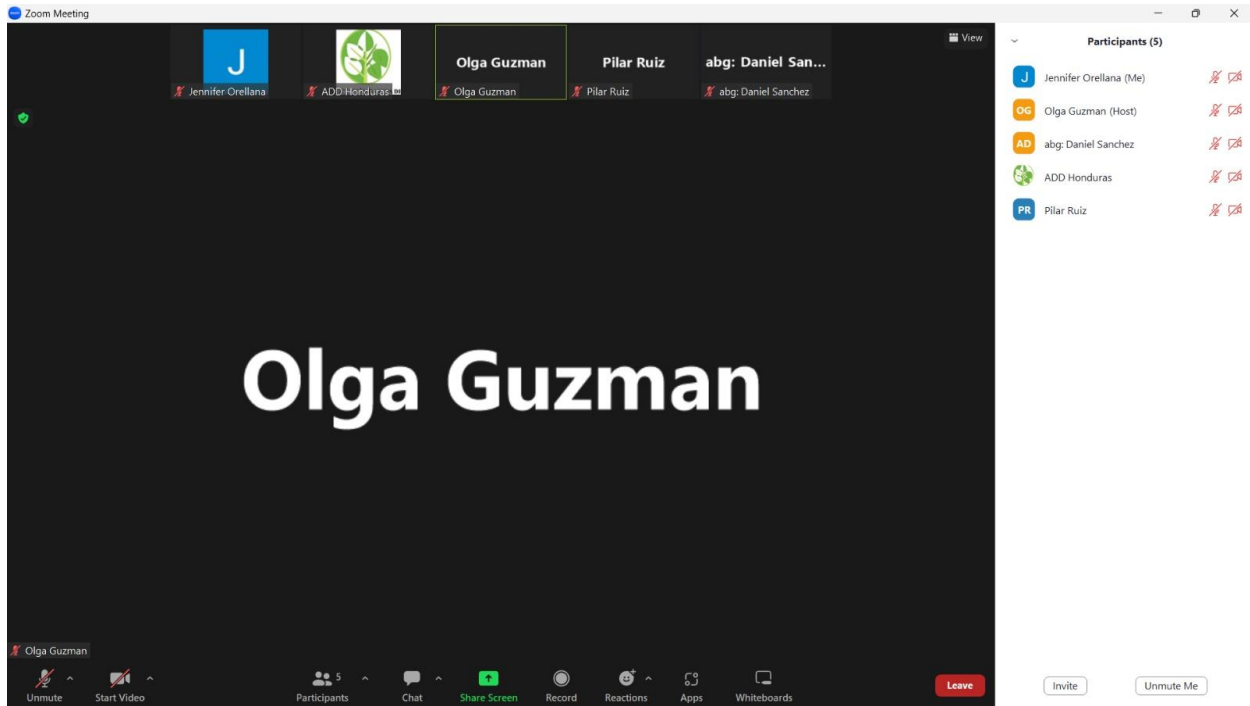 Zoom Meeting
J
Olga Guzman
Pilar Ruiz
abg: Daniel San...
Jennifer Orellana
ADD Honduras
Olga Guzman
Pilar Ruiz
abg: Daniel Sanchez
View
Olga Guzman
Olga Guzman
Unmute
Start Video
5
Participants
Chat
Share Screen
Record
Reactions
Apps
Whiteboards
Leave
Participants (5)
J Jennifer Orellana (Me)
OG Olga Guzman (Host)
AD abg: Daniel Sanchez
ADD Honduras
PR Pilar Ruiz
Invite
Unmute Me